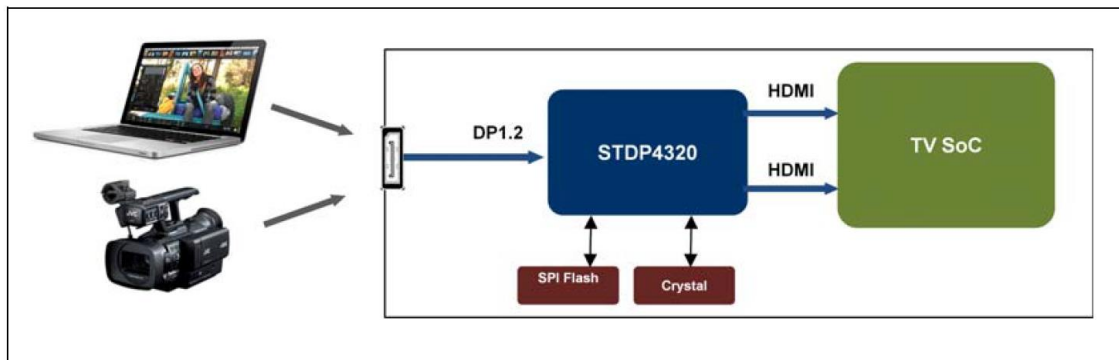 DP1.2
STDP4320
HDMI
HDMI
TV SoC
SPI Flash
Crystal